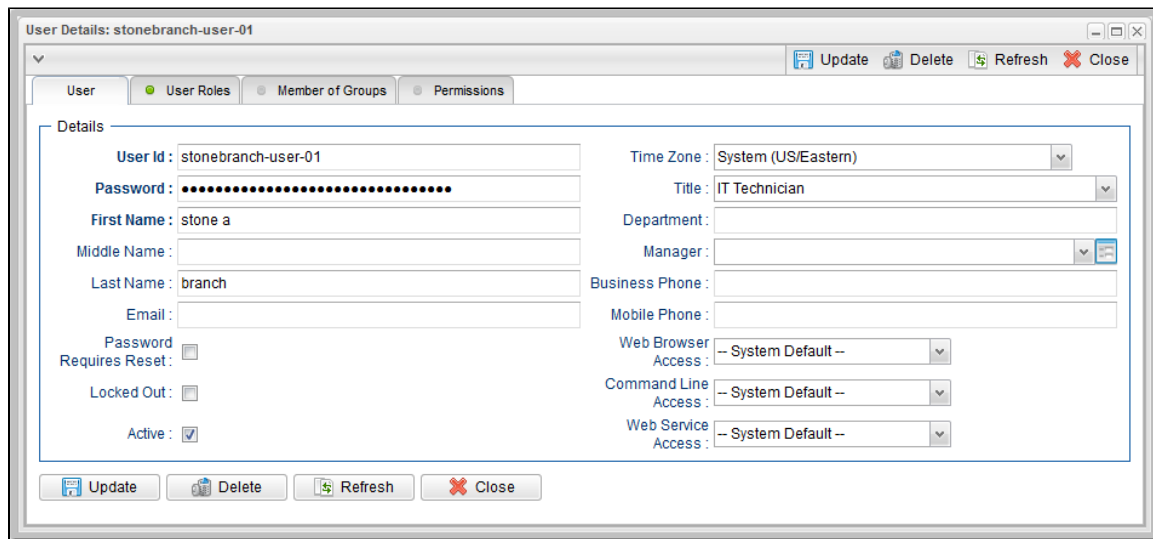 User Details: stonebranch-user-01
Update Delete Refresh Close
User User Roles Member of Groups Permissions
Details
User Id : stonebranch-user-01 Time Zone : System (US/Eastern)
Password : •••••••••••••••••••••••••••••••• Title : IT Technician
First Name : stone a Department :
Middle Name : Manager :
Last Name : branch Business Phone :
Email : Mobile Phone :
Password Requires Reset : Web Browser Access : -- System Default --
Locked Out : Command Line Access : -- System Default --
Active : Web Service Access : -- System Default --
Update Delete Refresh Close